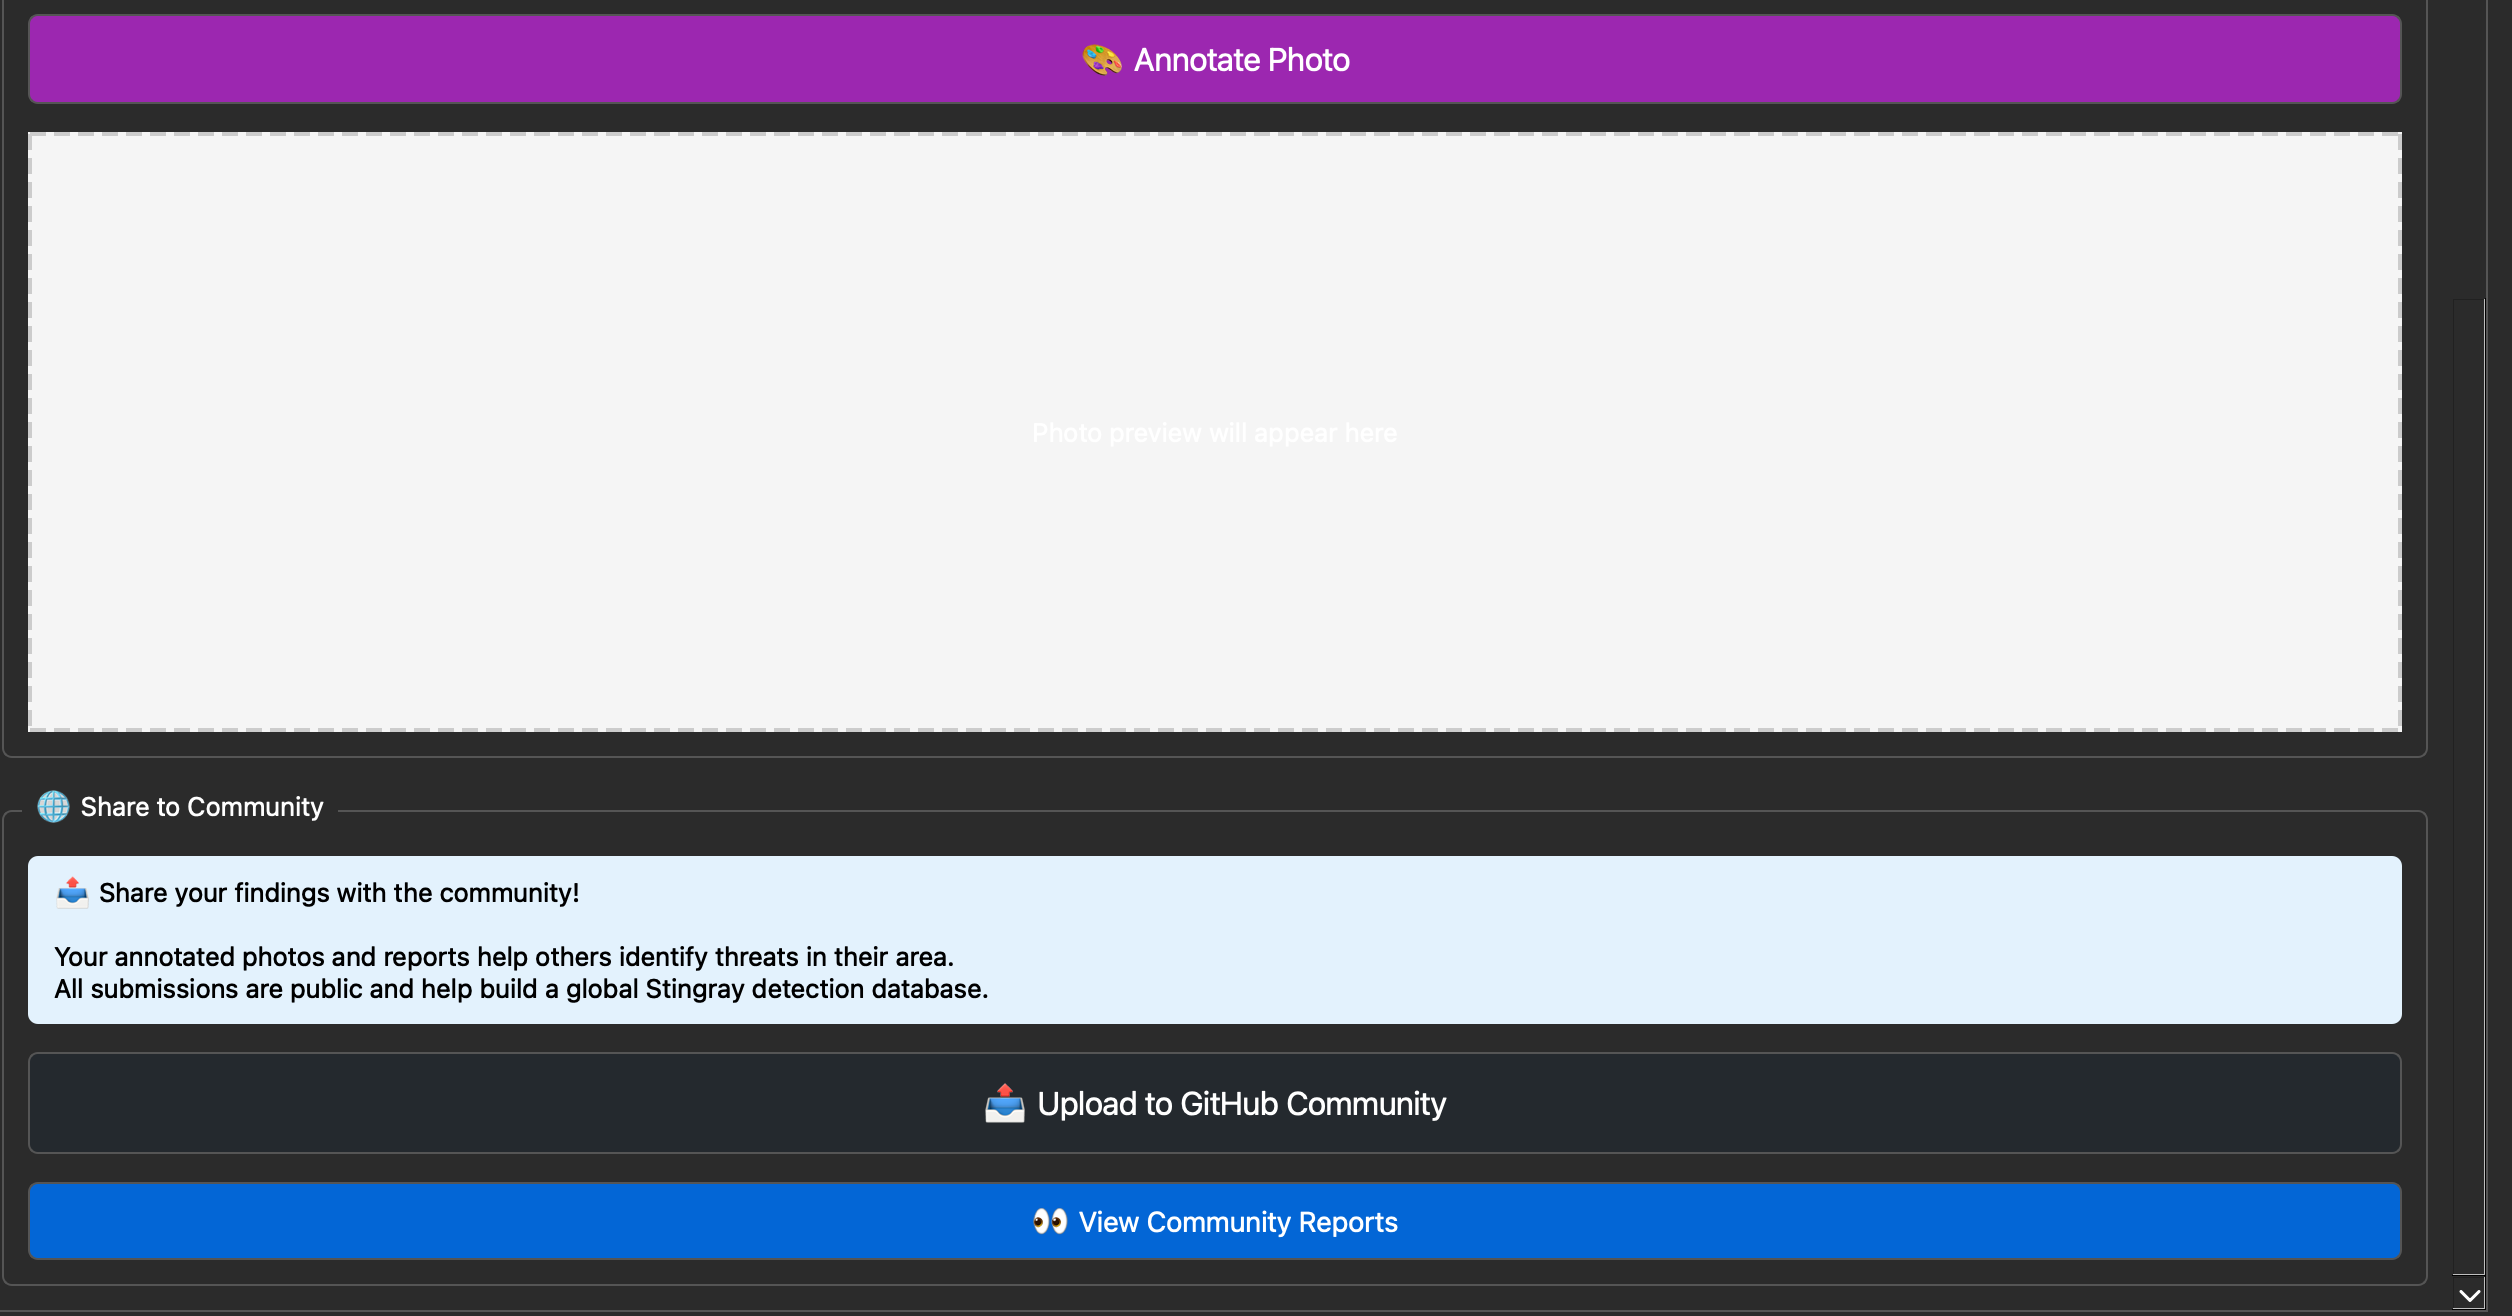 Annotate Photo
Photo preview will appear here
Share to Community
Share your findings with the community!
Your annotated photos and reports help others identify threats in their area.
All submissions are public and help build a global Stingray detection database.
Upload to GitHub Community
View Community Reports